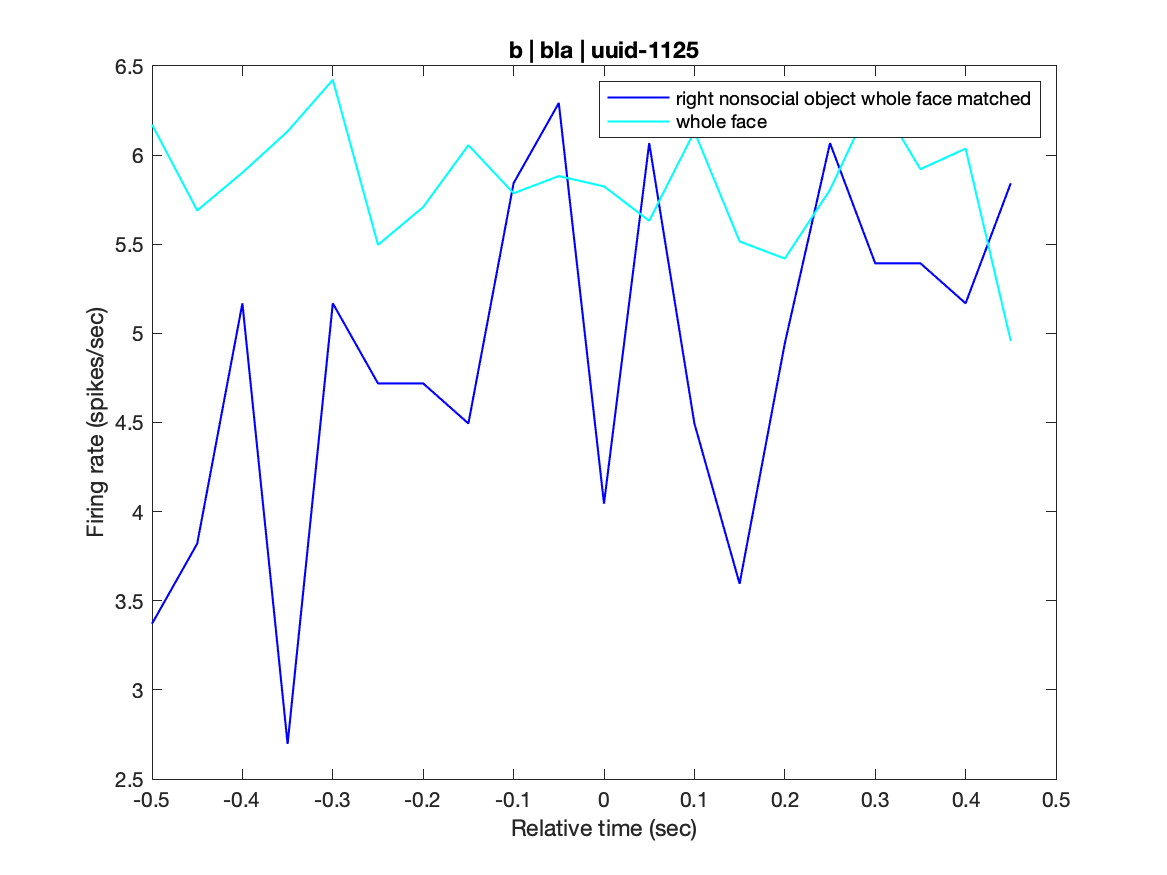 b | bla | uuid-1125
right nonsocial object whole face matched
whole face
Firing rate (spikes/sec)
6.5
6
5.5
5
4.5
4
3.5
3
2.5
-0.5 -0.4 -0.3 -0.2 -0.1 0 0.1 0.2 0.3 0.4 0.5
Relative time (sec)